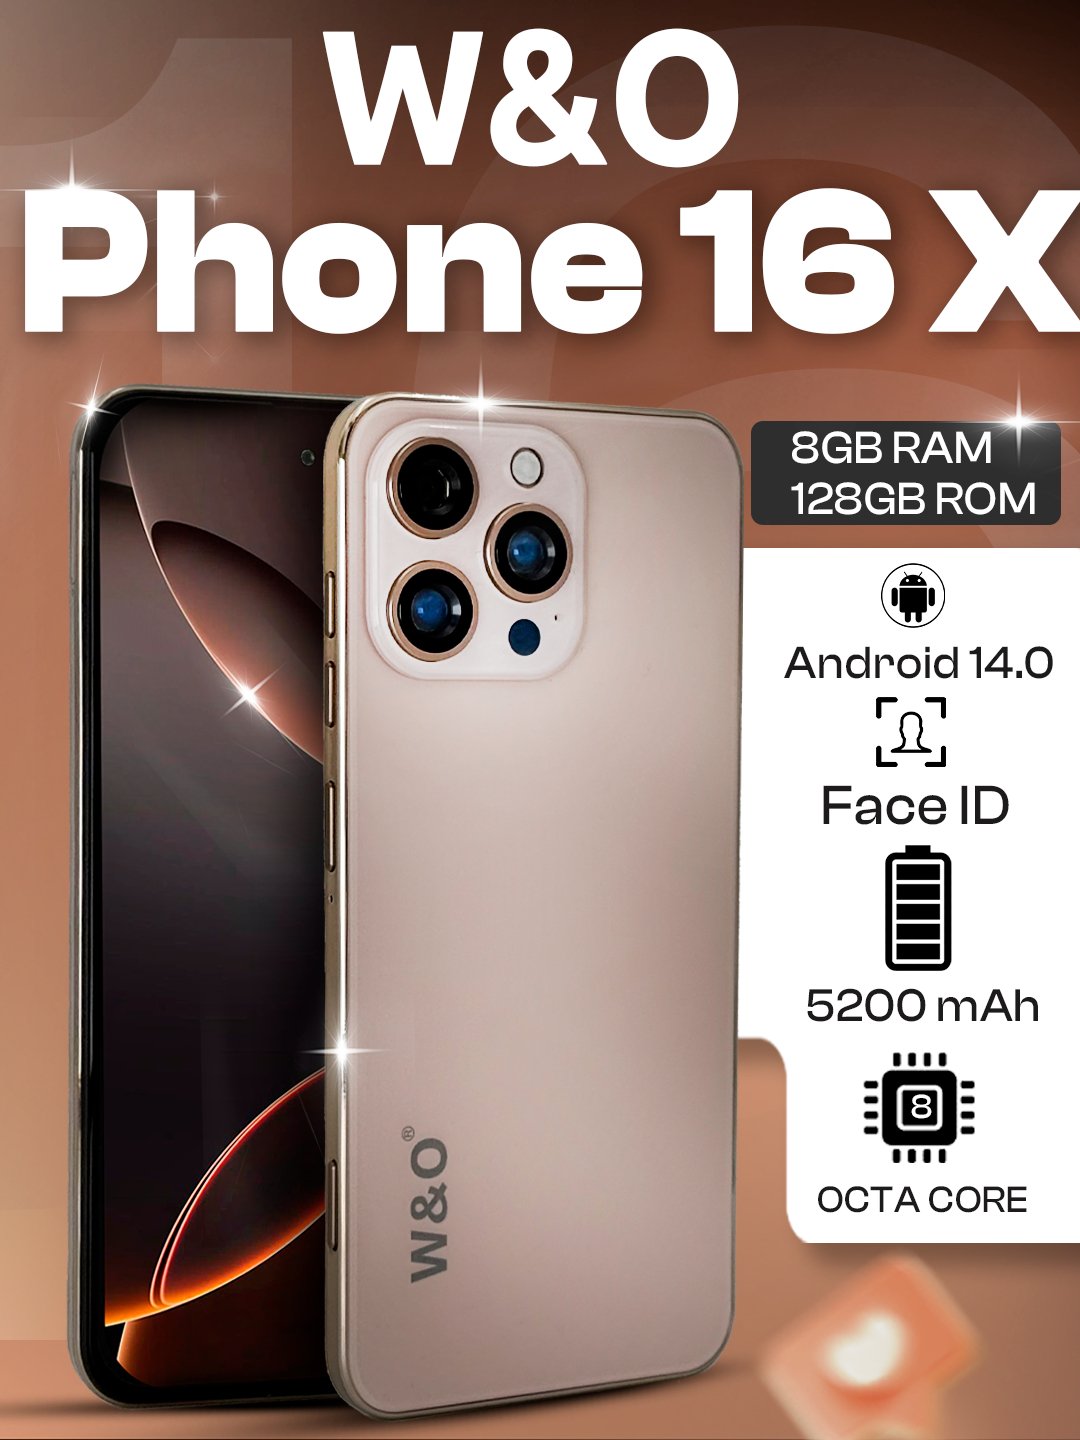 W&O
Phone 16 X
8GB RAM
128GB ROM
Android 14.0
Face ID
5200 mAh
8
OCTA CORE
W&O®